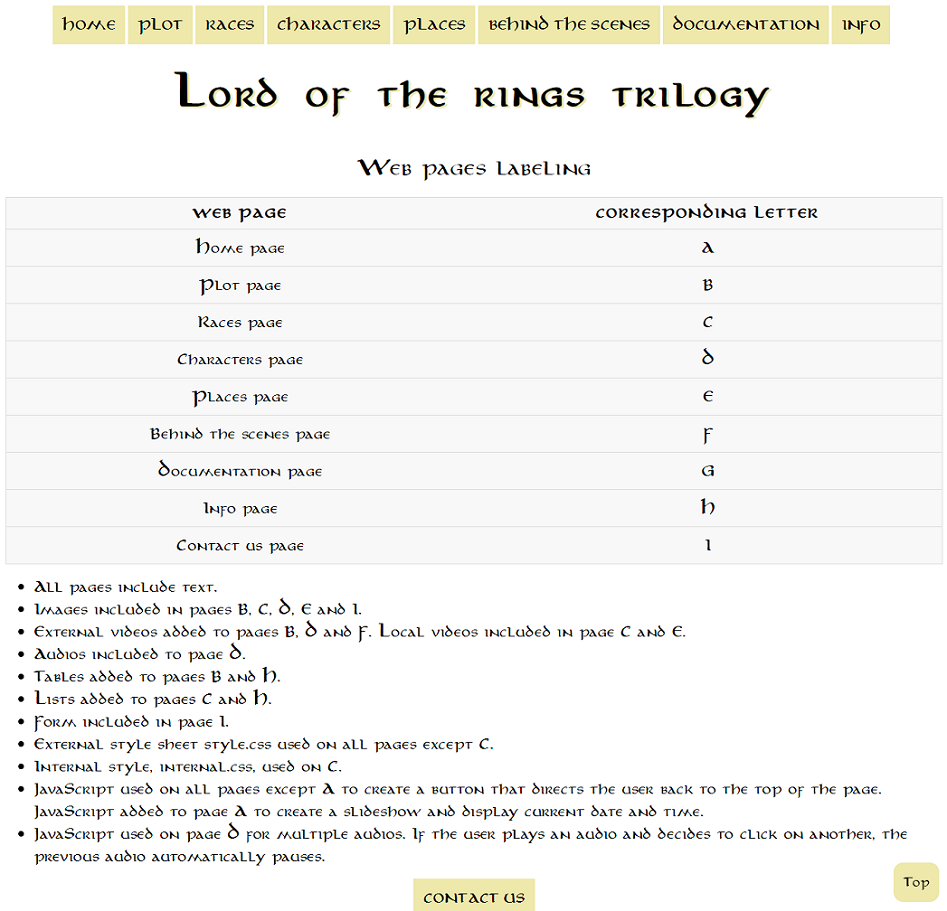 home plot races characters places behind the scenes documentation info
Lord of the rings trilogy
Web pages labeling
web page corresponding letter
Home page A
Plot page B
Races page C
Characters page D
Places page E
Behind the scenes page F
Documentation page G
Info page H
Contact us page I
• All pages include text.
• Images included in pages B, C, D, E and I.
• External videos added to pages B, D and F. Local videos included in page C and E.
• Audios included to page D.
• Tables added to pages B and H.
• Lists added to pages C and H.
• Form included in page I.
• External style sheet style.css used on all pages except C.
• Internal style, internal.css, used on C.
• JavaScript used on all pages except A to create a button that directs the user back to the top of the page.
JavaScript added to page A to create a slideshow and display current date and time.
• JavaScript used on page D for multiple audios. If the user plays an audio and decides to click on another, the
previous audio automatically pauses.
Top
contact us